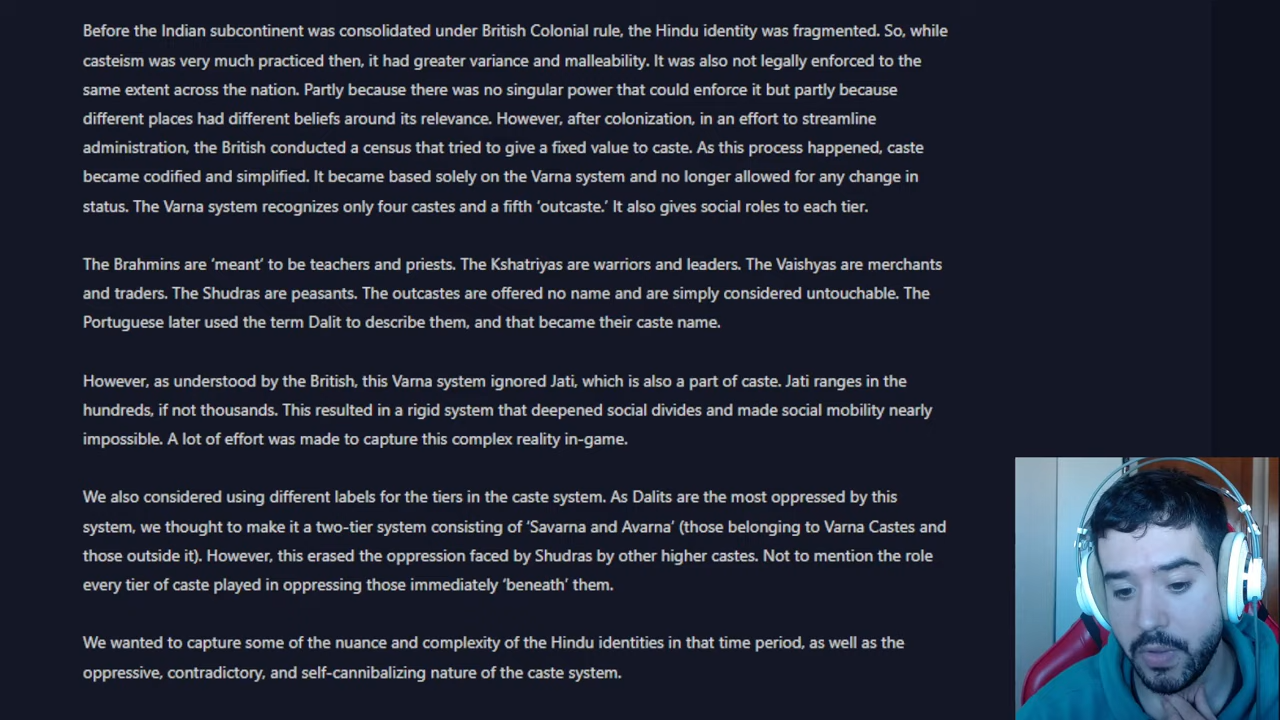 Before the Indian subcontinent was consolidated under British Colonial rule, the Hindu identity was fragmented. So, while
casteism was very much practiced then, it had greater variance and malleability. It was also not legally enforced to the
same extent across the nation. Partly because there was no singular power that could enforce it but partly because
different places had different beliefs around its relevance. However, after colonization, in an effort to streamline
administration, the British conducted a census that tried to give a fixed value to caste. As this process happened, caste
became codified and simplified. It became based solely on the Varna system and no longer allowed for any change in
status. The Varna system recognizes only four castes and a fifth ‘outcaste.’ It also gives social roles to each tier.
The Brahmins are ‘meant’ to be teachers and priests. The Kshatriyas are warriors and leaders. The Vaishyas are merchants
and traders. The Shudras are peasants. The outcastes are offered no name and are simply considered untouchable. The
Portuguese later used the term Dalit to describe them, and that became their caste name.
However, as understood by the British, this Varna system ignored Jati, which is also a part of caste. Jati ranges in the
hundreds, if not thousands. This resulted in a rigid system that deepened social divides and made social mobility nearly
impossible. A lot of effort was made to capture this complex reality in-game.
We also considered using different labels for the tiers in the caste system. As Dalits are the most oppressed by this
system, we thought to make it a two-tier system consisting of ‘Savarna and Avarna’ (those belonging to Varna Castes and
those outside it). However, this erased the oppression faced by Shudras by other higher castes. Not to mention the role
every tier of caste played in oppressing those immediately ‘beneath’ them.
We wanted to capture some of the nuance and complexity of the Hindu identities in that time period, as well as the
oppressive, contradictory, and self-cannibalizing nature of the caste system.